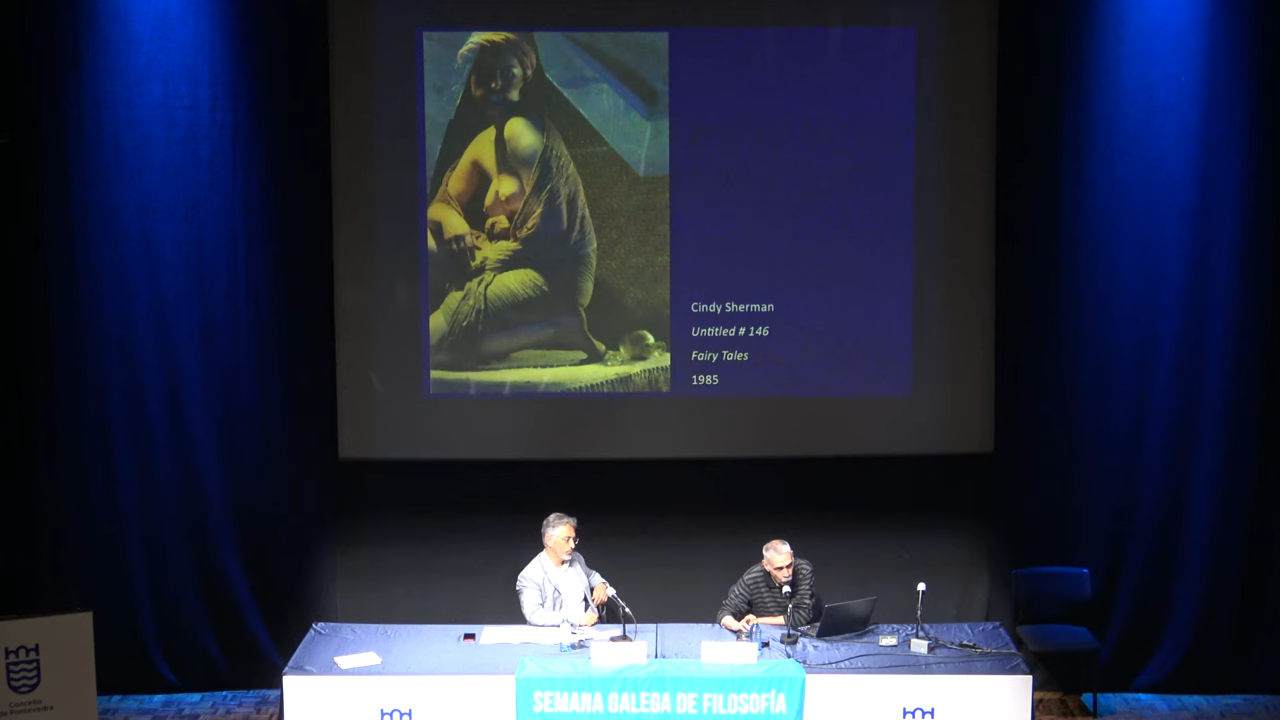 Cindy Sherman
Untitled # 146
Fairy Tales
1985
SEMANA GALEGA DE FILOSOFÍA
Concello
de Pontevedra